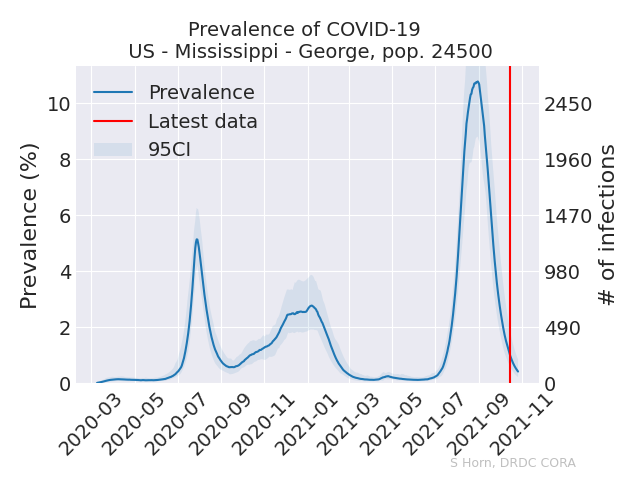 Prevalence of COVID-19
US - Mississippi - George, pop. 24500
Prevalence
Latest data
95CI
Prevalence (%)
10
8
6
4
2
0
2450
1960
1470
980
490
0
# of infections
2020-03
2020-05
2020-07
2020-09
2020-11
2021-01
2021-03
2021-05
2021-07
2021-09
2021-11
S Horn, DRDC CORA